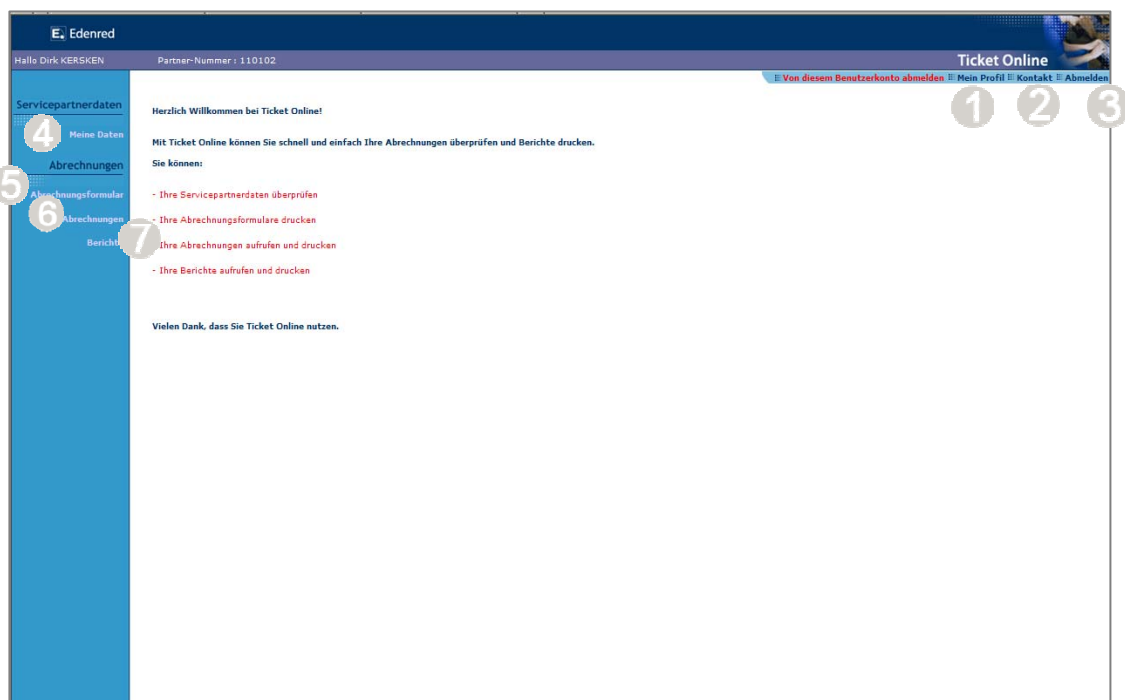 E. Edenred
Hallo Dirk KERSKEN Partner-Nummer : 110102 Ticket Online
Von diesem Benutzerkonto abmelden Mein Profil Kontakt Abmelden
1 2 3
Servicepartnerdaten
4 Meine Daten
Abrechnungen
5 Abrechnungsformular
6 Abrechnungen
7 Bericht
Herzlich Willkommen bei Ticket Online!
Mit Ticket Online können Sie schnell und einfach Ihre Abrechnungen überprüfen und Berichte drucken.
Sie können:
- Ihre Servicepartnerdaten überprüfen
- Ihre Abrechnungsformulare drucken
Ihre Abrechnungen aufrufen und drucken
- Ihre Berichte aufrufen und drucken
Vielen Dank, dass Sie Ticket Online nutzen.